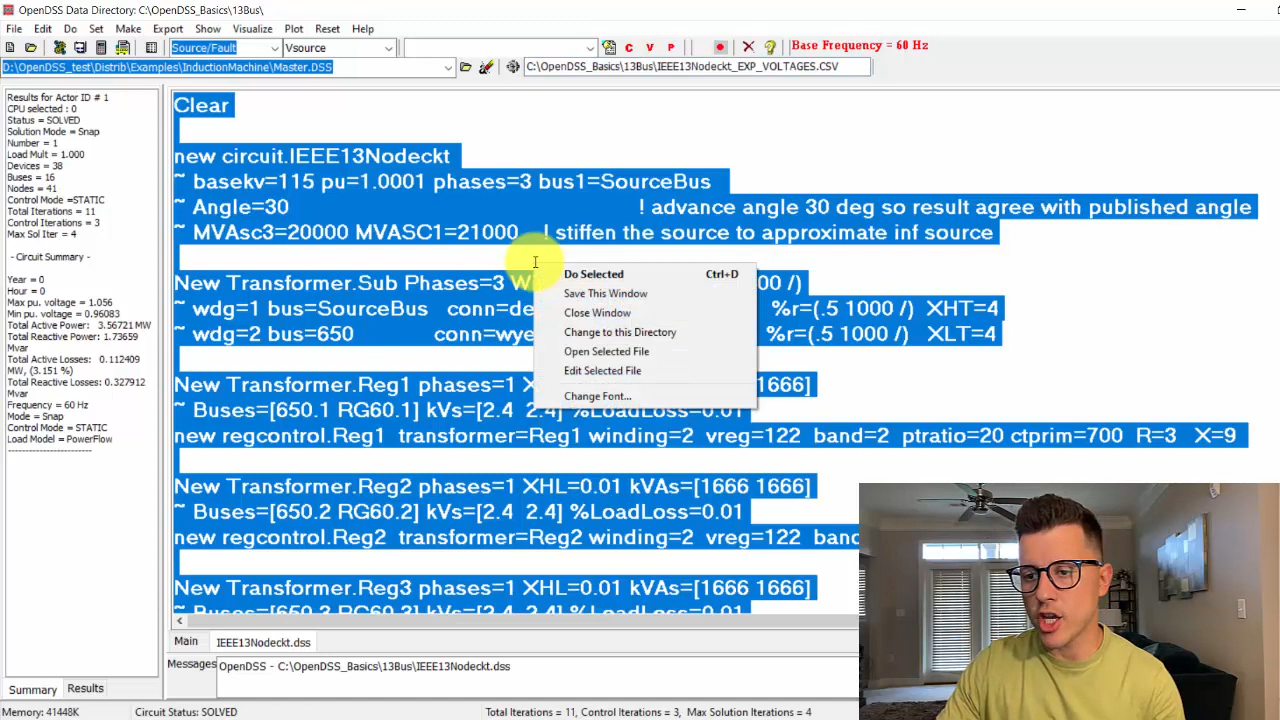 OpenDSS Data Directory: C:\OpenDSS_Basics\13Bus\
File Edit Do Set Make Export Show Visualize Plot Reset Help
Source/Fault Vsource C V P ? Base Frequency = 60 Hz
D:\OpenDSS_test\Distrib\Examples\InductionMachine\Master.DSS C:\OpenDSS_Basics\13Bus\IEEE13Nodeckt_EXP_VOLTAGES.CSV
Results for Actor ID # 1
CPU selected : 0
Status = SOLVED
Solution Mode = Snap
Number = 1
Load Mult = 1.000
Devices = 38
Buses = 16
Nodes = 41
Control Mode =STATIC
Total Iterations = 11
Control Iterations = 3
Max Sol Iter = 4
- Circuit Summary -
Year = 0
Hour = 0
Max pu. voltage = 1.056
Min pu. voltage = 0.96083
Total Active Power: 3.56721 MW
Total Reactive Power: 1.73659
Mvar
Total Active Losses: 0.112409
MW, (3.151 %)
Total Reactive Losses: 0.327912
Mvar
Frequency = 60 Hz
Mode = Snap
Control Mode = STATIC
Load Model = PowerFlow
------------------------
Summary Results
Clear
new circuit.IEEE13Nodeckt
~ basekv=115 pu=1.0001 phases=3 bus1=SourceBus
~ Angle=30 ! advance angle 30 deg so result agree with published angle
~ MVAsc3=20000 MVASC1=21000 ! stiffen the source to approximate inf source
New Transformer.Sub Phases=3 00 /)
~ wdg=1 bus=SourceBus %r=(.5 1000 /) XHT=4
~ wdg=2 bus=650 conn=wye %r=(.5 1000 /) XLT=4
New Transformer.Reg1 phases=1 1666]
~ Buses=[650.1 RG60.1] kVs=[2.4 2.4] %LoadLoss=0.01
new regcontrol.Reg1 transformer=Reg1 winding=2 vreg=122 band=2 ptratio=20 ctprim=700 R=3 X=9
New Transformer.Reg2 phases=1 XHL=0.01 kVAs=[1666 1666]
~ Buses=[650.2 RG60.2] kVs=[2.4 2.4] %LoadLoss=0.01
new regcontrol.Reg2 transformer=Reg2 winding=2 vreg=122
New Transformer.Reg3 phases=1 XHL=0.01 kVAs=[1666 1666]
Do Selected Ctrl+D
Save This Window
Close Window
Change to this Directory
Open Selected File
Edit Selected File
Change Font...
Main IEEE13Nodeckt.dss
Messages OpenDSS - C:\OpenDSS_Basics\13Bus\IEEE13Nodeckt.dss
Memory: 41448K Circuit Status: SOLVED Total Iterations = 11, Control Iterations = 3, Max Solution Iterations = 4